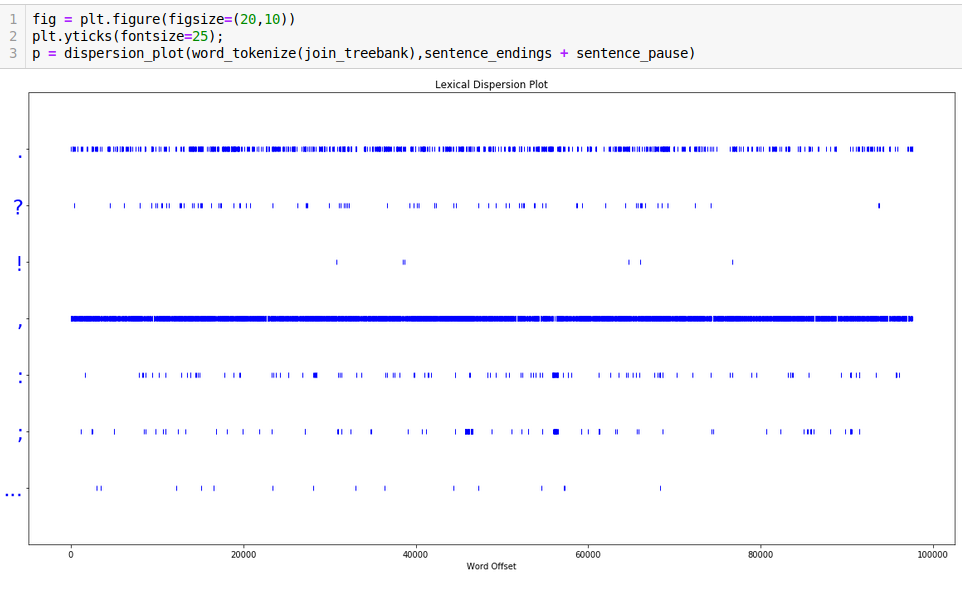 1 fig = plt.figure(figsize=(20,10))
2 plt.yticks(fontsize=25);
3 p = dispersion_plot(word_tokenize(join_treebank),sentence_endings + sentence_pause)
Lexical Dispersion Plot
.
?
!
,
:
;
...
0 20000 40000 60000 80000 100000
Word Offset